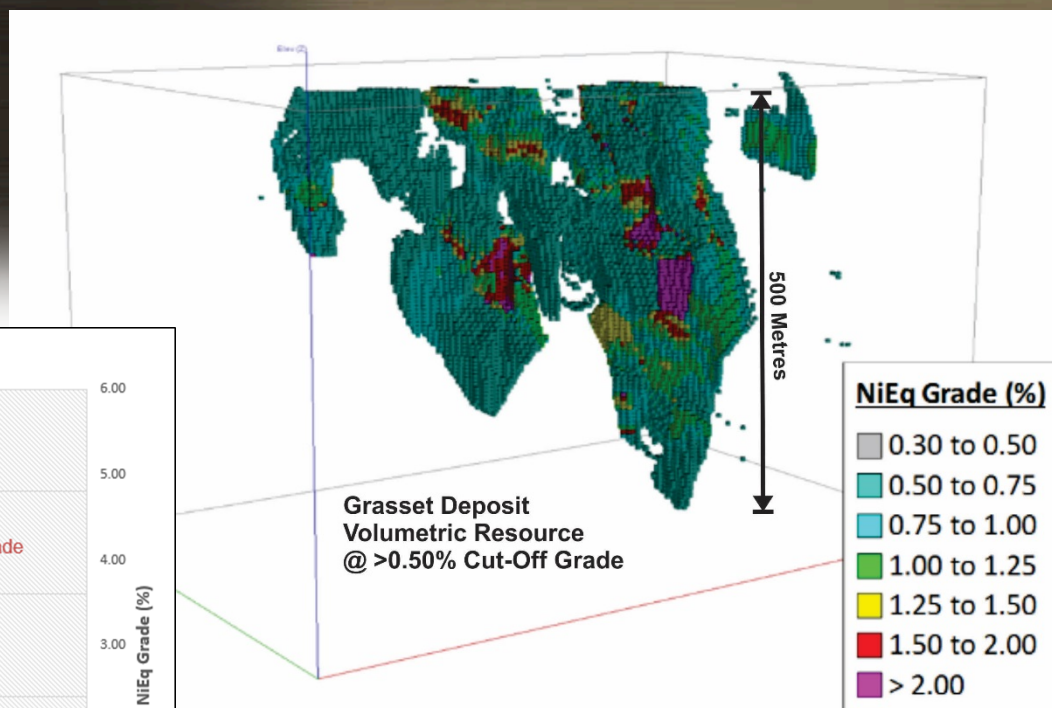 Elev (Z)
500 Metres
Grasset Deposit
Volumetric Resource
@ >0.50% Cut-Off Grade
NiEq Grade (%)
0.30 to 0.50
0.50 to 0.75
0.75 to 1.00
1.00 to 1.25
1.25 to 1.50
1.50 to 2.00
> 2.00
6.00
5.00
4.00
3.00
NiEq Grade (%)